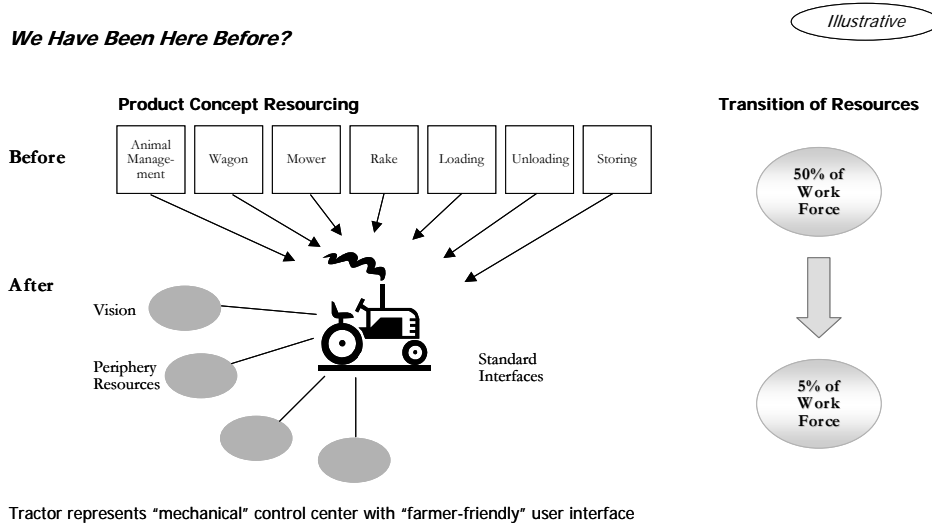 Illustrative
We Have Been Here Before?
Product Concept Resourcing
Transition of Resources
Before
Animal
Manage-
ment
Wagon
Mower
Rake
Loading
Unloading
Storing
50% of
Work
Force
After
Vision
Periphery
Resources
Standard
Interfaces
5% of
Work
Force
Tractor represents "mechanical" control center with "farmer-friendly" user interface